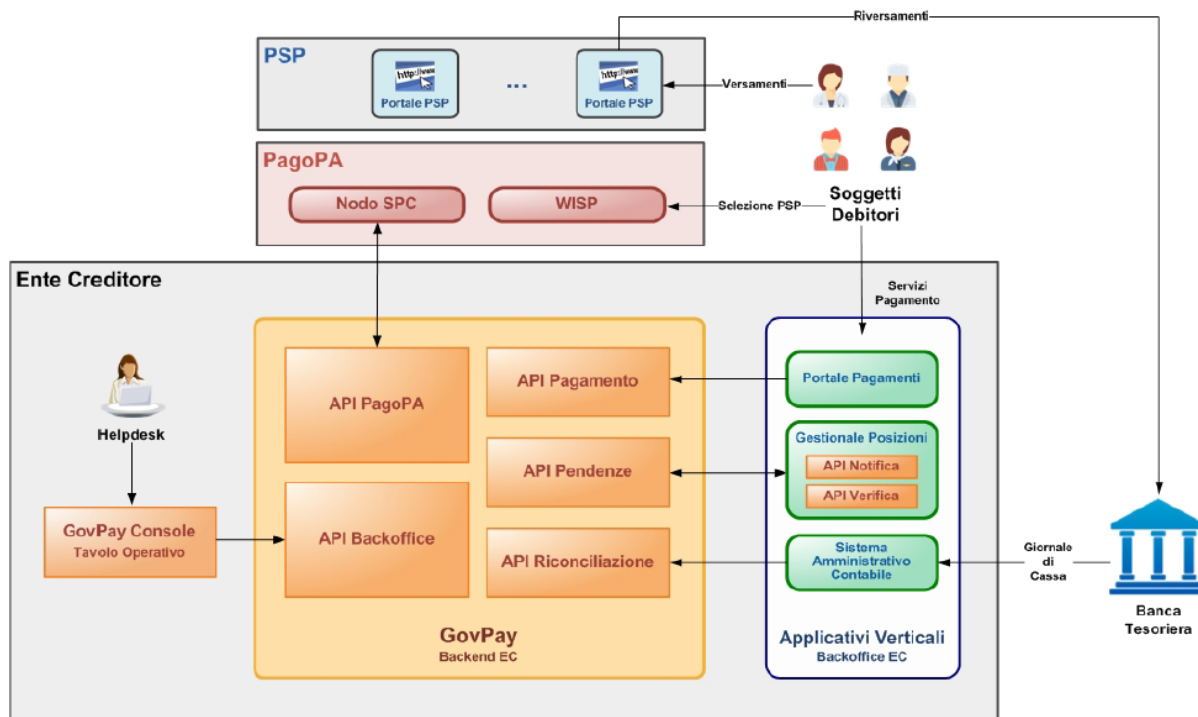 Riversamenti
PSP
http://www
Portale PSP
...
http://www
Portale PSP
Versamenti
PagoPA
Nodo SPC
WISP
Selezione PSP
Soggetti
Debitori
Ente Creditore
Servizi
Pagamento
API PagoPA
API Pagamento
Portale Pagamenti
Helpdesk
Gestionale Posizioni
API Notifica
API Verifica
API Pendenze
GovPay Console
Tavolo Operativo
API Backoffice
API Riconciliazione
Sistema
Amministrativo
Contabile
Giornale
di
Cassa
Banca
Tesoriera
GovPay
Backend EC
Applicativi Verticali
Backoffice EC